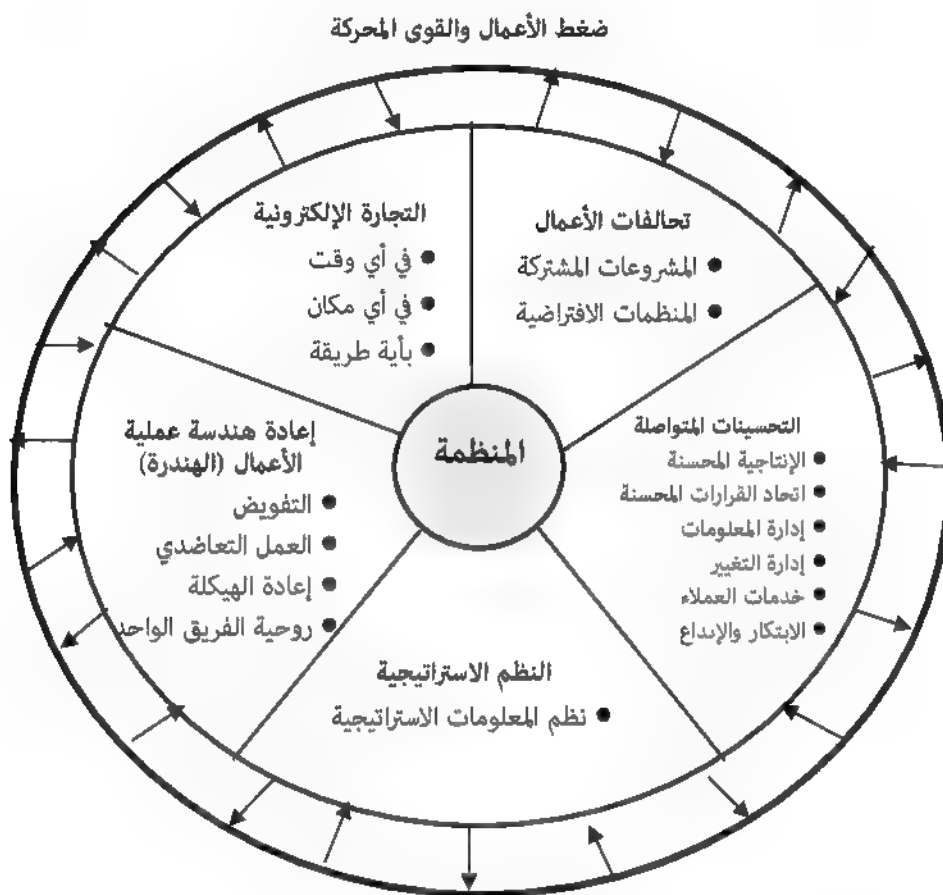 ضغط الأعمال والقوى المحركة
تحالفات الأعمال
• المشروعات المشتركة
• المنظمات الافتراضية
التجارة الإلكترونية
• في أي وقت
• في أي مكان
• بأية طريقة
المنظمة
التحسينات المتواصلة
• الإنتاجية المحسنة
• اتحاد القرارات المحسنة
• إدارة المعلومات
• إدارة التغيير
• خدمات العملاء
• الابتكار والإبداع
إعادة هندسة عملية
الأعمال (الهندرة)
• التفويض
• العمل التعاضدي
• إعادة الهيكلة
• روحية الفريق الواحد
النظم الاستراتيجية
• نظم المعلومات الاستراتيجية